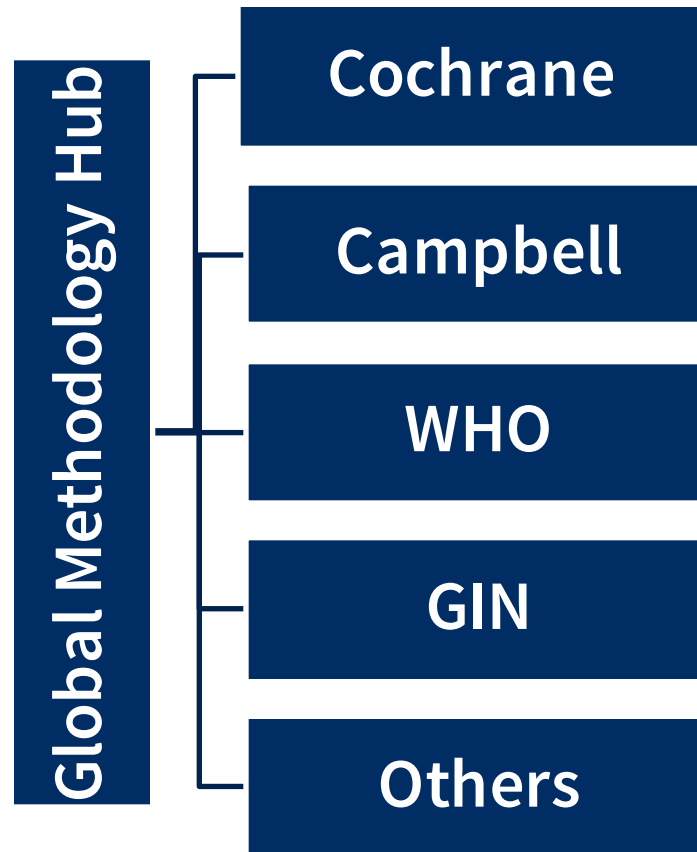 Global Methodology Hub
Cochrane
Campbell
WHO
GIN
Others